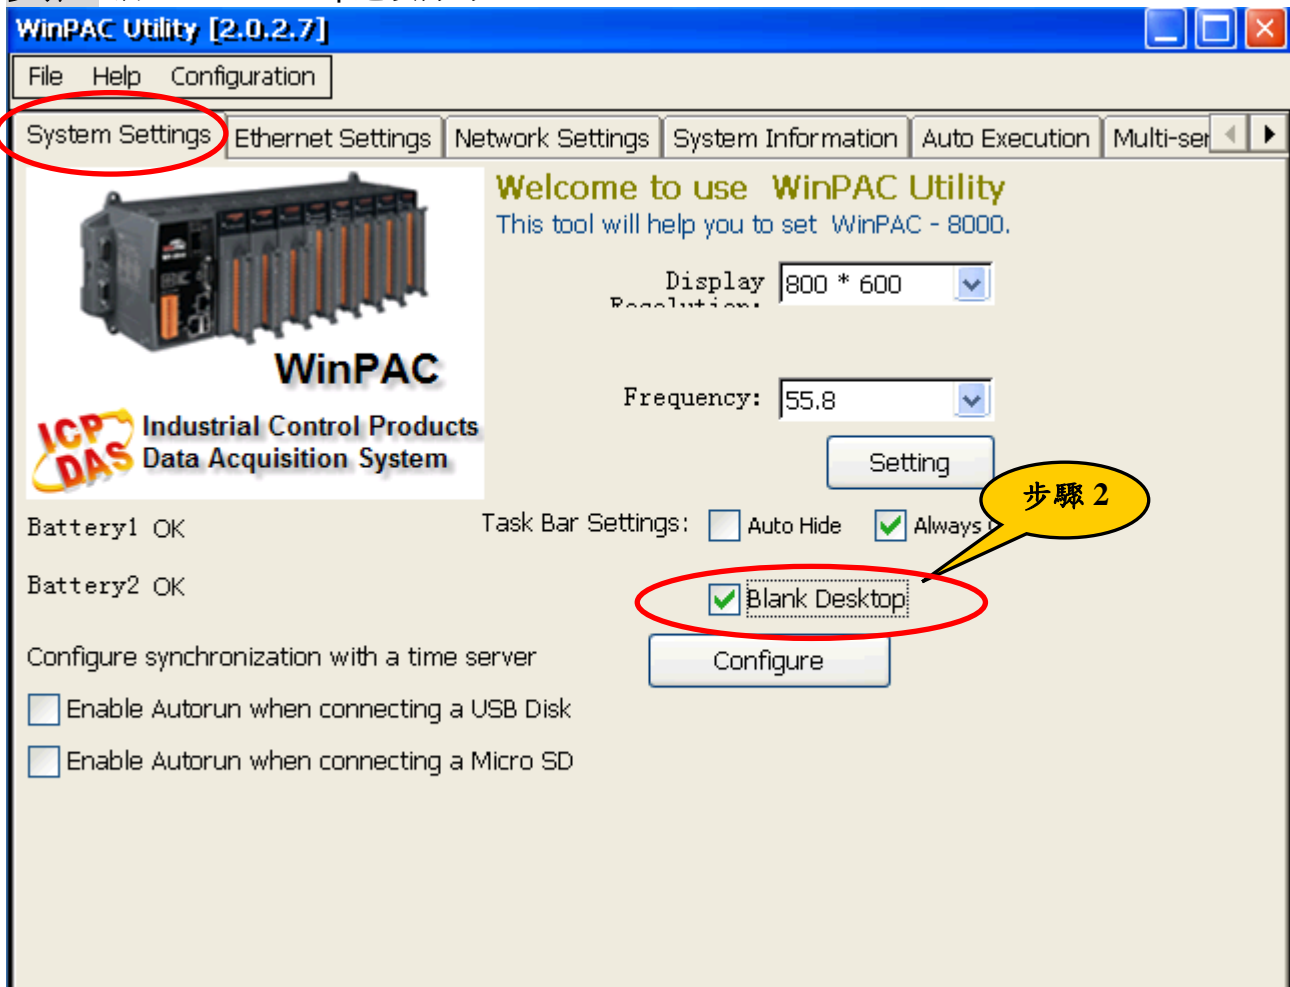 WinPAC Utility [2.0.2.7]
File Help Configuration
System Settings Ethernet Settings Network Settings System Information Auto Execution Multi-ser
Welcome to use WinPAC Utility
This tool will help you to set WinPAC - 8000.
Display 800 * 600
Resolution:
WinPAC
Frequency: 55.8
ICP DAS Industrial Control Products
Data Acquisition System
Setting
步驟 2
Battery1 OK
Task Bar Settings: Auto Hide Always
Battery2 OK
Blank Desktop
Configure synchronization with a time server Configure
Enable Autorun when connecting a USB Disk
Enable Autorun when connecting a Micro SD